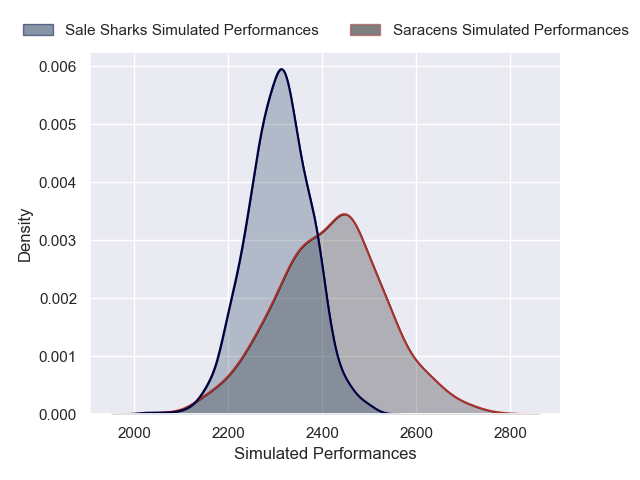 Sale Sharks Simulated Performances
Saracens Simulated Performances
0.006
0.005
0.004
0.003
0.002
0.001
0.000
Density
2000 2200 2400 2600 2800
Simulated Performances